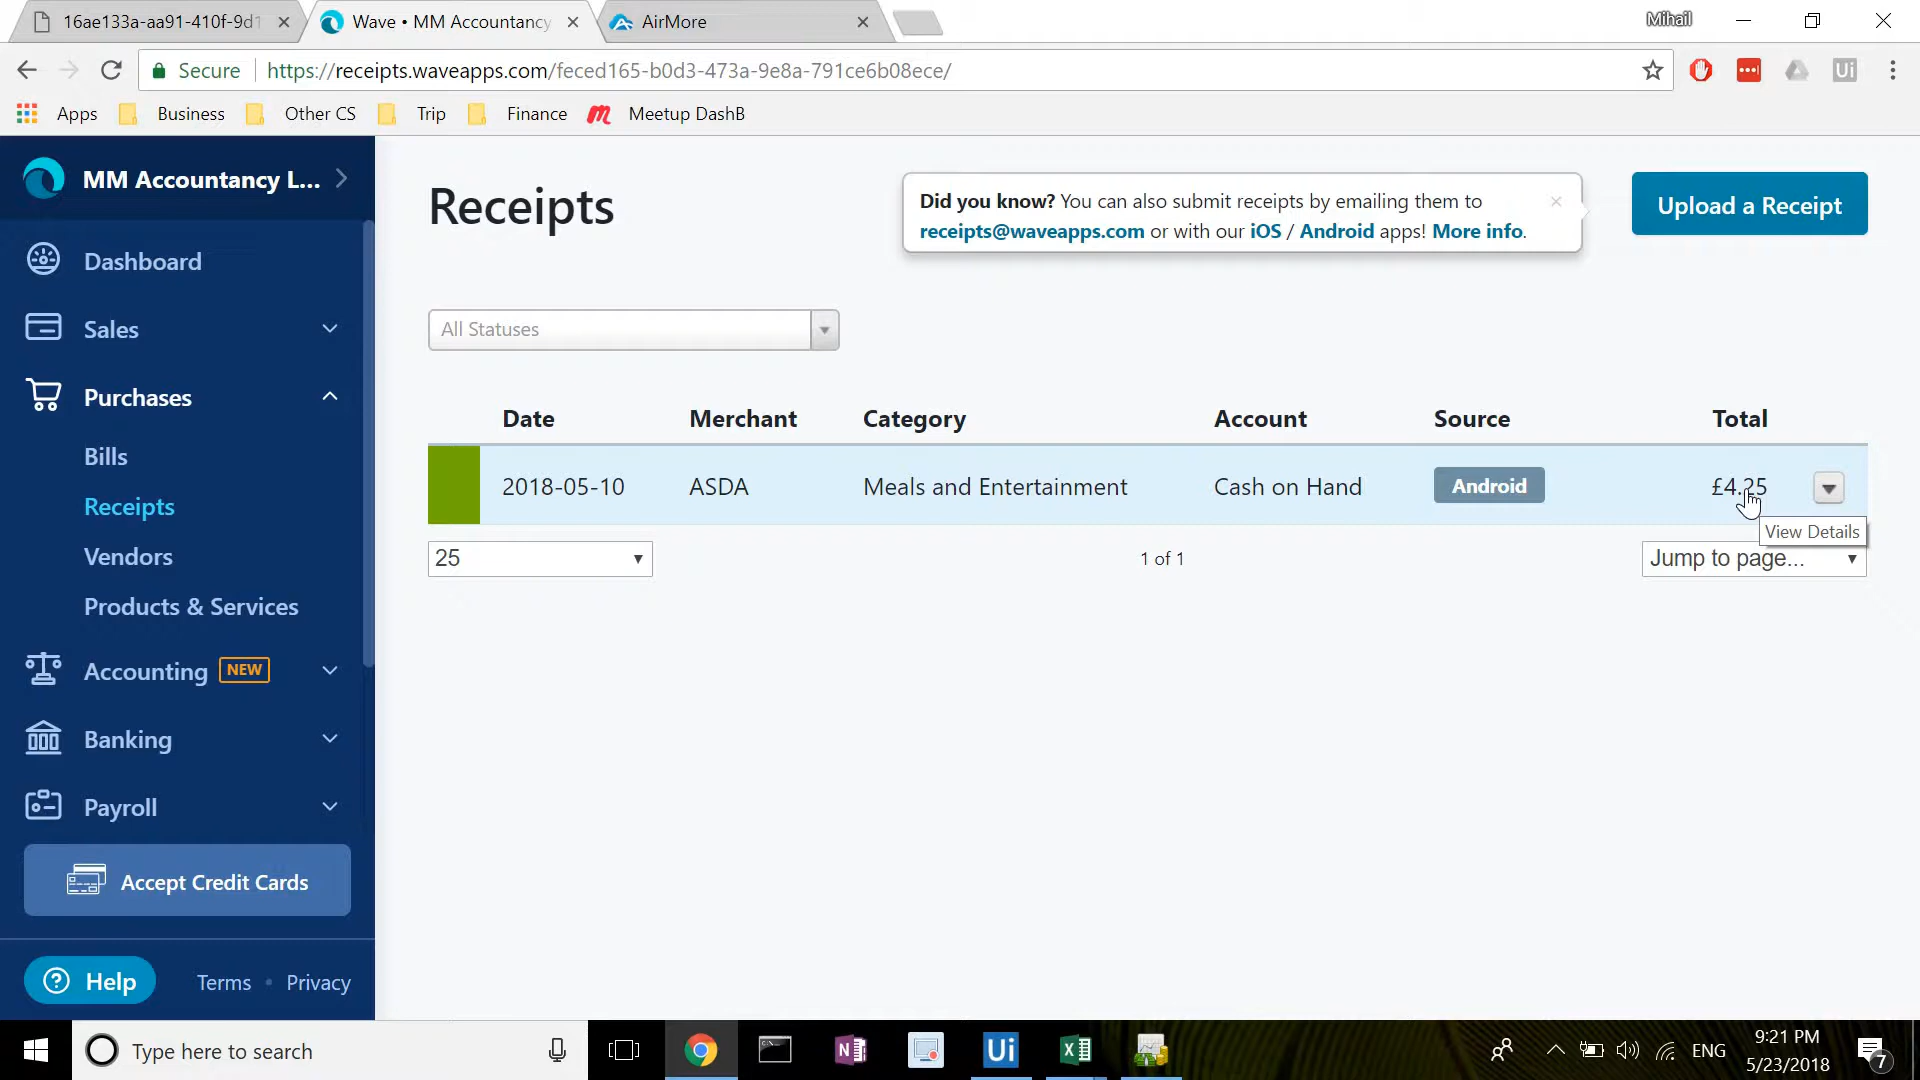 16ae133a-aa91-410f-9d1
Wave • MM Accountancy
AirMore
Mihail
Secure
https://receipts.waveapps.com/feced165-b0d3-473a-9e8a-791ce6b08ece/
Ui
Apps
Business
Other CS
Trip
Finance
Meetup DashB
MM Accountancy L...
Dashboard
Sales
Purchases
Bills
Receipts
Vendors
Products & Services
Accounting NEW
Banking
Payroll
Accept Credit Cards
Help
Terms • Privacy
Receipts
Did you know? You can also submit receipts by emailing them to
receipts@waveapps.com or with our iOS / Android apps! More info.
Upload a Receipt
All Statuses
Date Merchant Category Account Source Total
2018-05-10 ASDA Meals and Entertainment Cash on Hand Android £4.25
View Details
25
1 of 1
Jump to page...
Type here to search
N
Ui
X
ENG
9:21 PM
5/23/2018
7